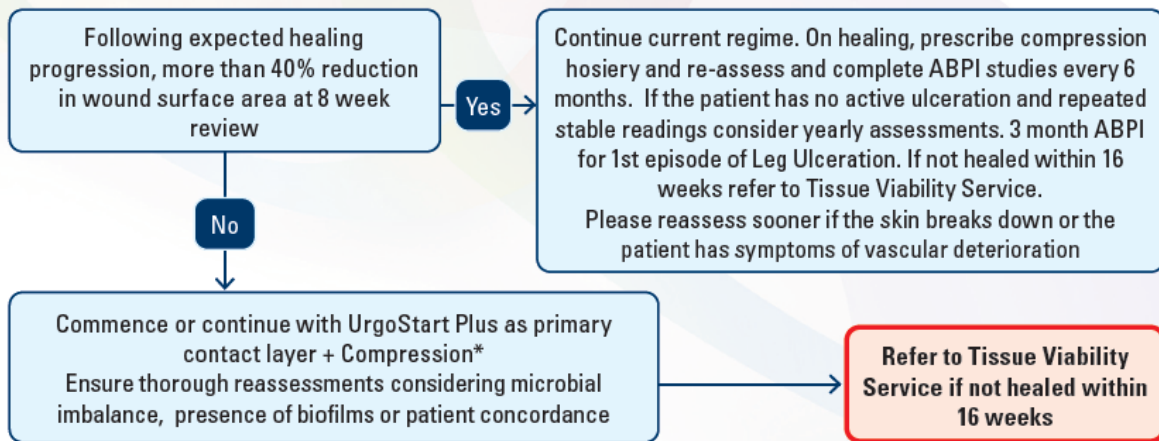 Following expected healing
progression, more than 40% reduction
in wound surface area at 8 week
review
Yes
Continue current regime. On healing, prescribe compression
hosiery and re-assess and complete ABPI studies every 6
months.  If the patient has no active ulceration and repeated
stable readings consider yearly assessments. 3 month ABPI
for 1st episode of Leg Ulceration. If not healed within 16
weeks refer to Tissue Viability Service.
Please reassess sooner if the skin breaks down or the
patient has symptoms of vascular deterioration
No
Commence or continue with UrgoStart Plus as primary
contact layer + Compression*
Ensure thorough reassessments considering microbial
imbalance,  presence of biofilms or patient concordance
Refer to Tissue Viability
Service if not healed within
16 weeks